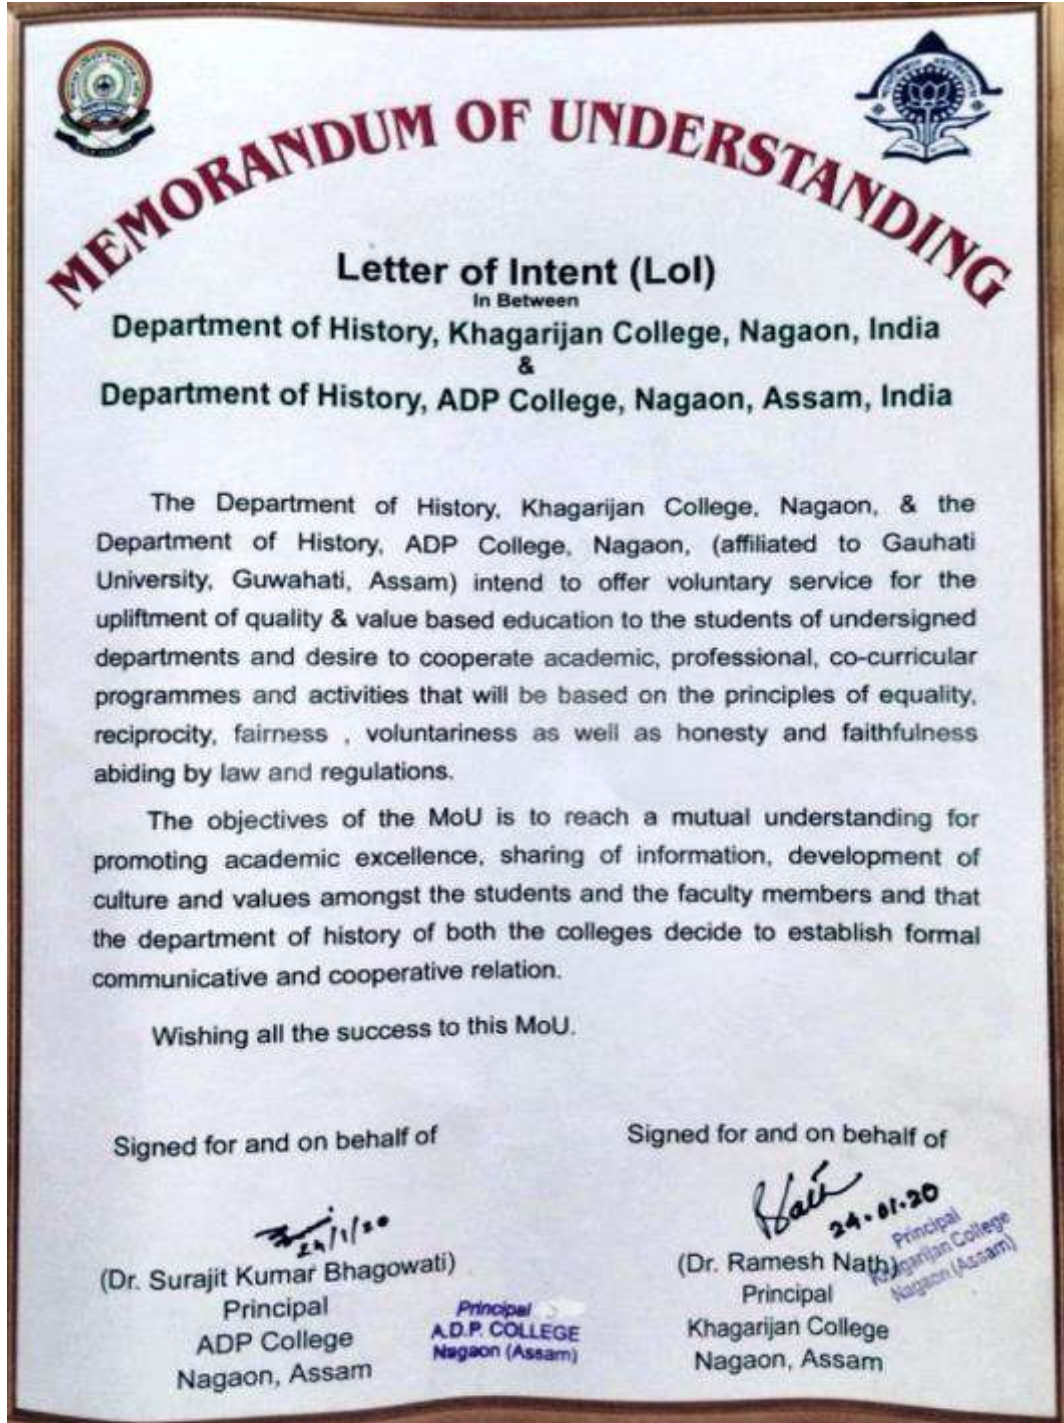 MEMORANDUM OF UNDERSTANDING
Letter of Intent (LoI)
In Between
Department of History, Khagarijan College, Nagaon, India
&
Department of History, ADP College, Nagaon, Assam, India
The Department of History, Khagarijan College, Nagaon, & the
Department of History, ADP College, Nagaon, (affiliated to Gauhati
University, Guwahati, Assam) intend to offer voluntary service for the
upliftment of quality & value based education to the students of undersigned
departments and desire to cooperate academic, professional, co-curricular
programmes and activities that will be based on the principles of equality,
reciprocity, fairness , voluntariness as well as honesty and faithfulness
abiding by law and regulations.
The objectives of the MoU is to reach a mutual understanding for
promoting academic excellence, sharing of information, development of
culture and values amongst the students and the faculty members and that
the department of history of both the colleges decide to establish formal
communicative and cooperative relation.
Wishing all the success to this MoU.
Signed for and on behalf of
24/1/20
(Dr. Surajit Kumar Bhagowati)
Principal
ADP College
Nagaon, Assam
Principal
A.D.P. COLLEGE
Nagaon (Assam)
Signed for and on behalf of
24.01.20
(Dr. Ramesh Nath)
Principal
Khagarijan College
Nagaon, Assam
Principal
Khagarijan College
Nagaon (Assam)